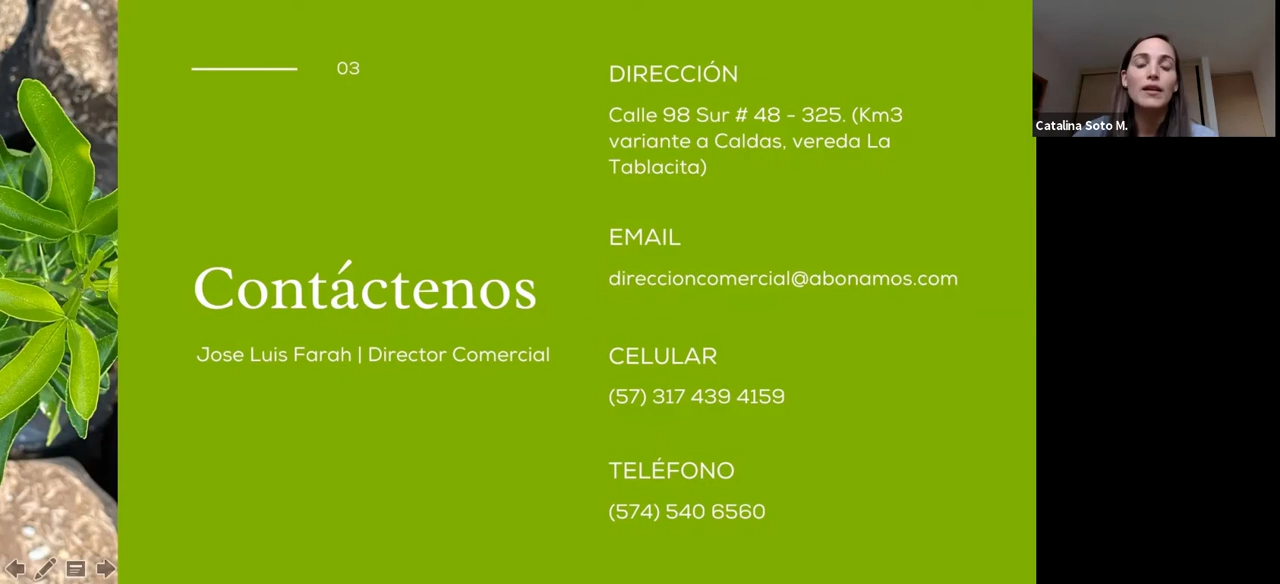 03
Contáctenos
Jose Luis Farah | Director Comercial
DIRECCIÓN
Calle 98 Sur # 48 - 325. (Km3
variante a Caldas, vereda La
Tablacita)
EMAIL
direccioncomercial@abonamos.com
CELULAR
(57) 317 439 4159
TELÉFONO
(574) 540 6560
Catalina Soto M.